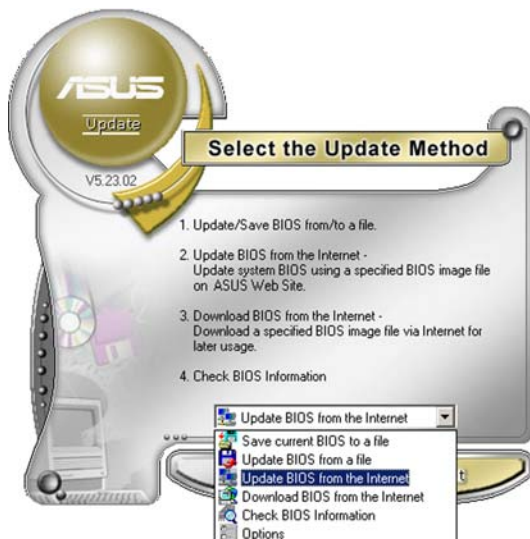 ASUS
Update
V5.23.02
Select the Update Method
1. Update/Save BIOS from/to a file.
2. Update BIOS from the Internet -
Update system BIOS using a specified BIOS image file
on ASUS Web Site.
3. Download BIOS from the Internet -
Download a specified BIOS image file via Internet for
later usage.
4. Check BIOS Information
Update BIOS from the Internet
Save current BIOS to a file
Update BIOS from a file
Update BIOS from the Internet
Download BIOS from the Internet
Check BIOS Information
Options